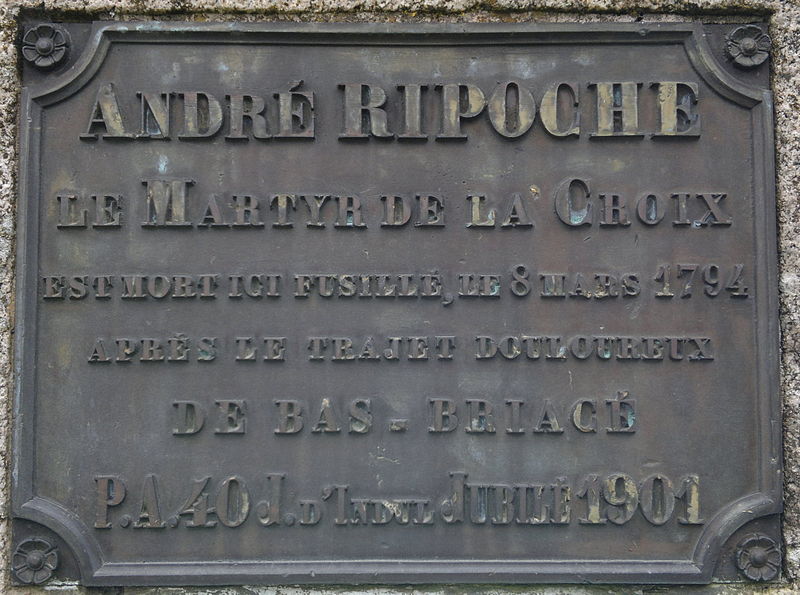 ANDRÉ RIPOCHE
LE MARTYR DE LA CROIX
EST MORT ICI FUSILLÉ, LE 8 MARS 1794
APRÈS LE TRAJET DOULOUREUX
DE BAS - BRIACÉ
P.A. 40 J. D'INDUL JUBILÉ 1901